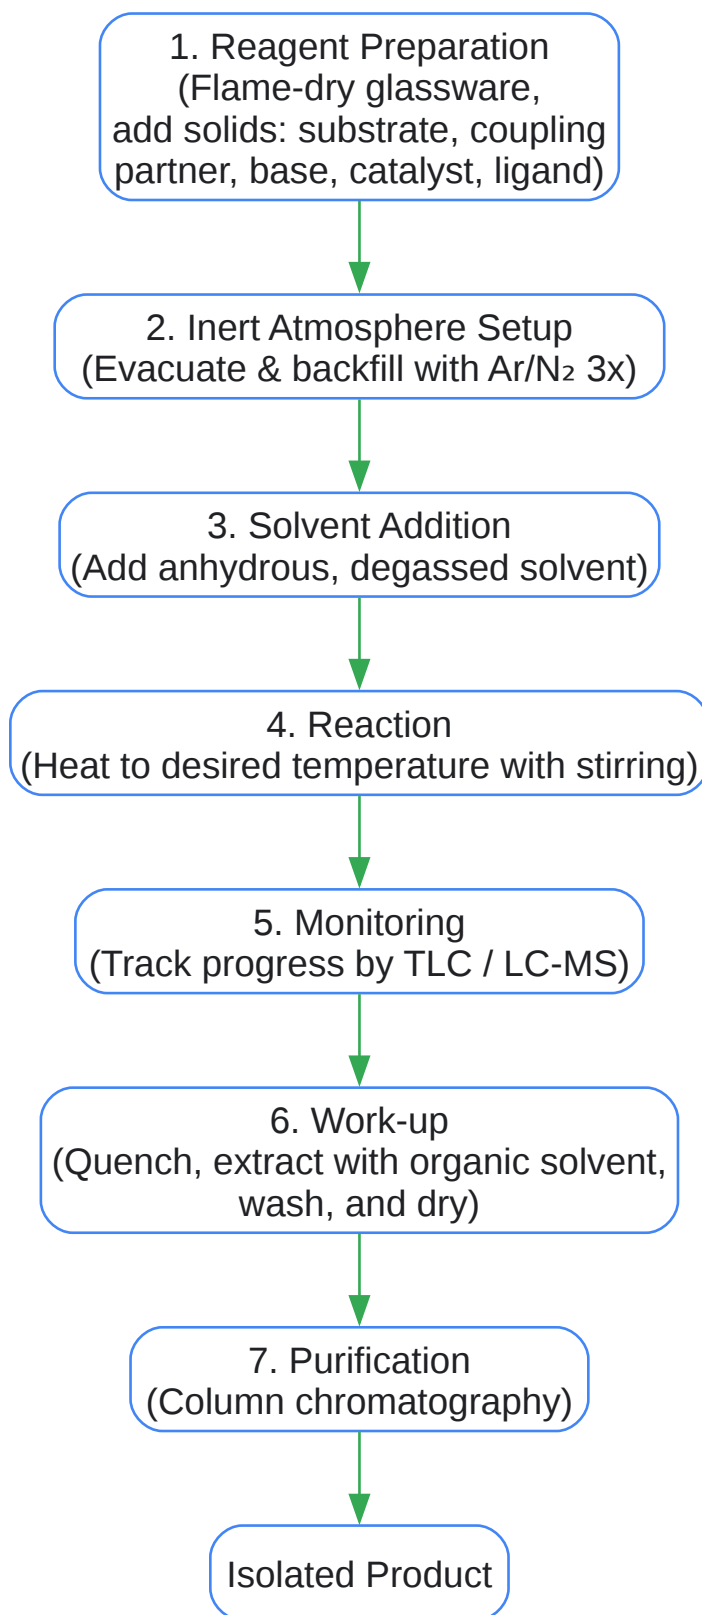 1. Reagent Preparation
(Flame-dry glassware,
add solids: substrate, coupling
partner, base, catalyst, ligand)
2. Inert Atmosphere Setup
(Evacuate & backfill with Ar/N₂ 3x)
3. Solvent Addition
(Add anhydrous, degassed solvent)
4. Reaction
(Heat to desired temperature with stirring)
5. Monitoring
(Track progress by TLC / LC-MS)
6. Work-up
(Quench, extract with organic solvent,
wash, and dry)
7. Purification
(Column chromatography)
Isolated Product